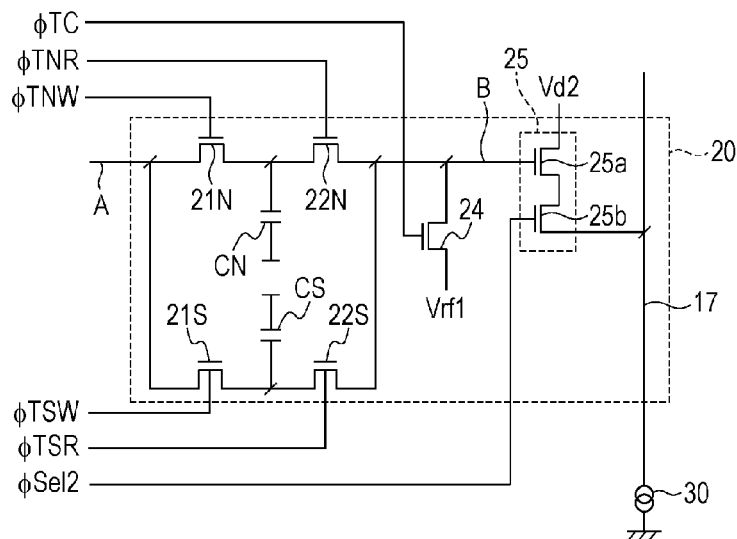 ϕTC
ϕTNR
ϕTNW
25
Vd2
B
20
A
21N
22N
25a
24
25b
CN
CS
Vrf1
21S
22S
17
ϕTSW
ϕTSR
ϕSel2
30